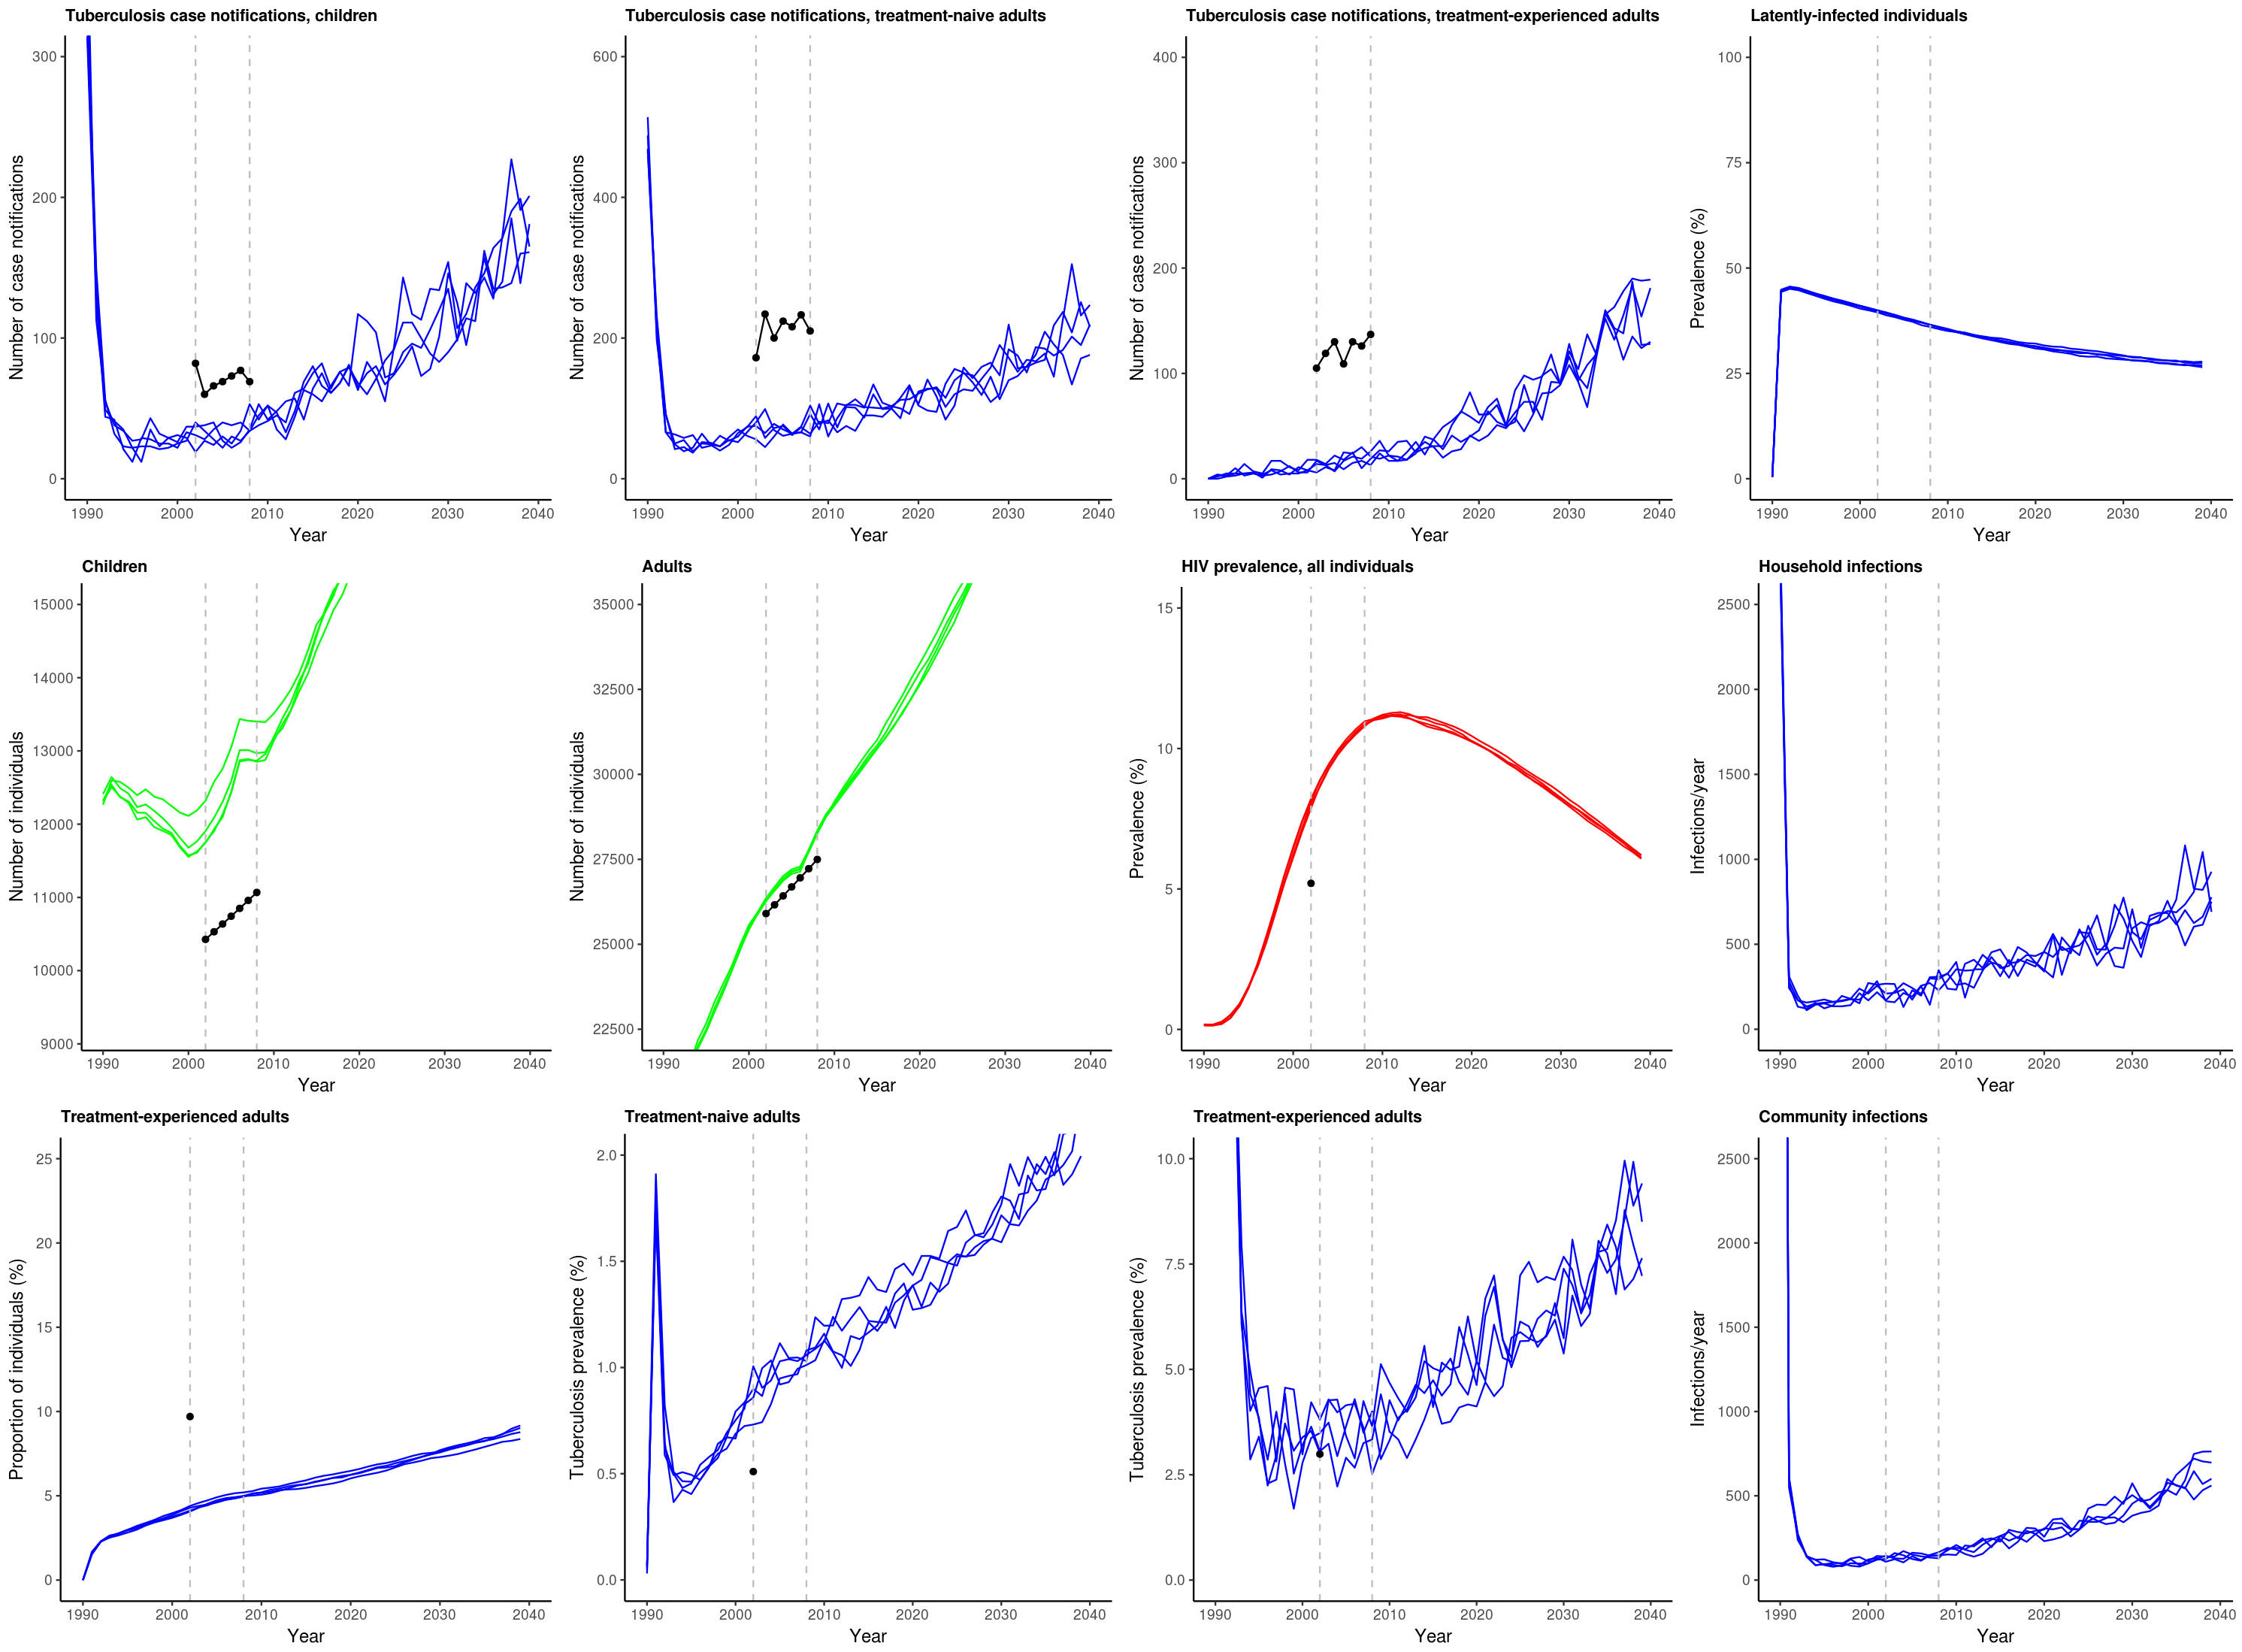 Tuberculosis case notifications, children
Number of case notifications
300
200
100
0
1990 2000 2010 2020 2030 2040
Year
Tuberculosis case notifications, treatment-naive adults
Number of case notifications
600
400
200
0
1990 2000 2010 2020 2030 2040
Year
Tuberculosis case notifications, treatment-experienced adults
Number of case notifications
400
300
200
100
0
1990 2000 2010 2020 2030 2040
Year
Latently-infected individuals
Prevalence (%)
100
75
50
25
0
1990 2000 2010 2020 2030 2040
Year
Children
Number of individuals
15000
14000
13000
12000
11000
10000
9000
1990 2000 2010 2020 2030 2040
Year
Adults
Number of individuals
35000
32500
30000
27500
25000
22500
1990 2000 2010 2020 2030 2040
Year
HIV prevalence, all individuals
Prevalence (%)
15
10
5
0
1990 2000 2010 2020 2030 2040
Year
Household infections
Infections/year
2500
2000
1500
1000
500
0
1990 2000 2010 2020 2030 2040
Year
Treatment-experienced adults
Proportion of individuals (%)
25
20
15
10
5
0
1990 2000 2010 2020 2030 2040
Year
Treatment-naive adults
Tuberculosis prevalence (%)
2.0
1.5
1.0
0.5
0.0
1990 2000 2010 2020 2030 2040
Year
Treatment-experienced adults
Tuberculosis prevalence (%)
10.0
7.5
5.0
2.5
0.0
1990 2000 2010 2020 2030 2040
Year
Community infections
Infections/year
2500
2000
1500
1000
500
0
1990 2000 2010 2020 2030 2040
Year